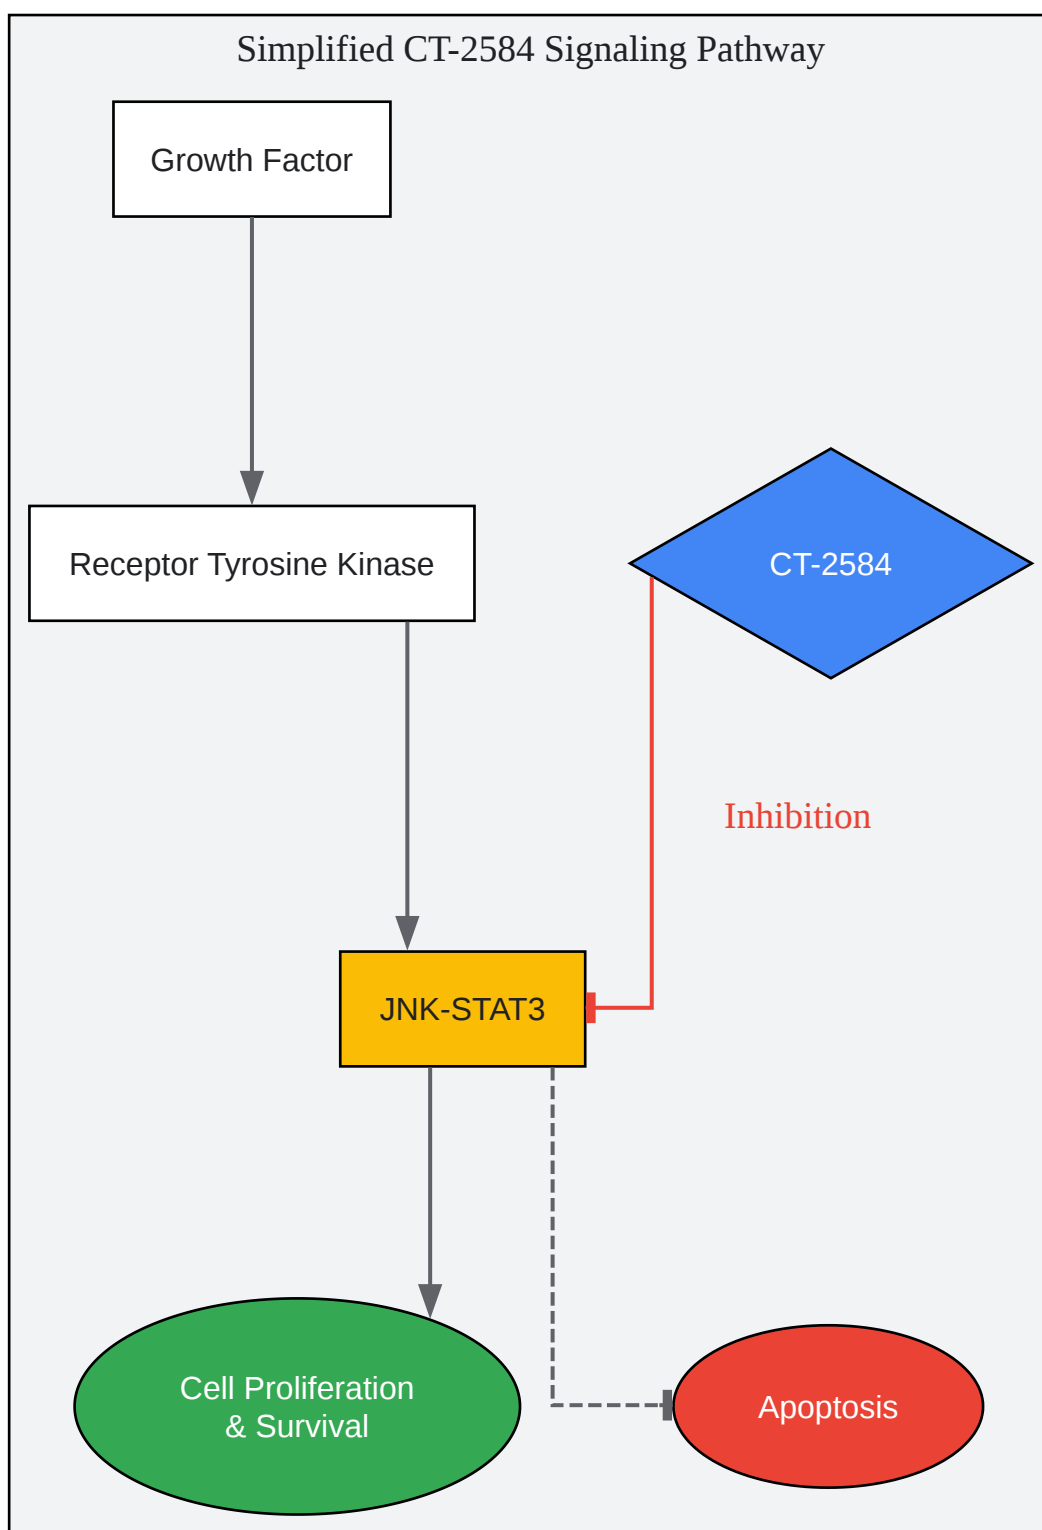 Simplified CT-2584 Signaling Pathway
Growth Factor
Receptor Tyrosine Kinase
CT-2584
Inhibition
JNK-STAT3
Cell Proliferation
& Survival
Apoptosis